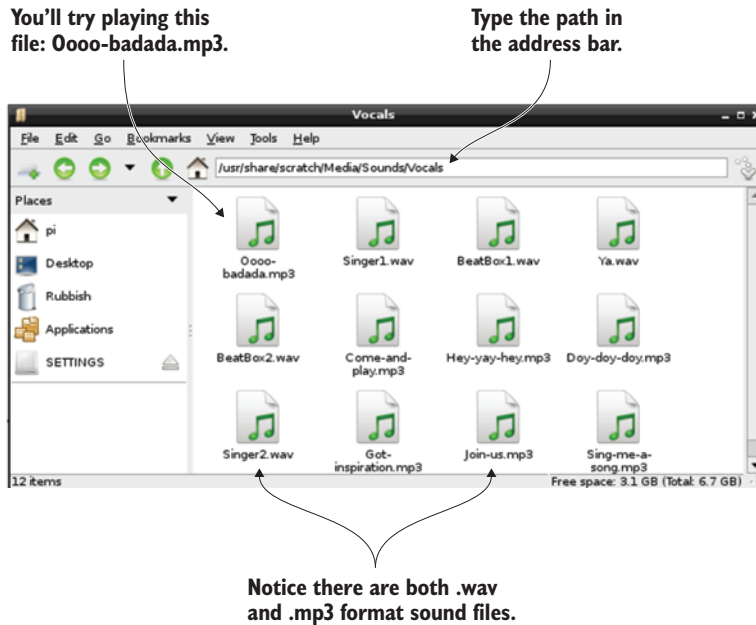 You'll try playing this
file: Oooo-badada.mp3.
Type the path in
the address bar.
Vocals
File Edit Go Bookmarks View Tools Help
/usr/share/scratch/Media/Sounds/Vocals
Places
pi
Desktop
Rubbish
Applications
SETTINGS
Oooo-
badada.mp3
Singer1.wav
BeatBox1.wav
Ya.wav
BeatBox2.wav
Come-and-
play.mp3
Hey-yay-hey.mp3
Doy-doy-doy.mp3
Singer2.wav
Got-
inspiration.mp3
Join-us.mp3
Sing-me-a-
song.mp3
12 items
Free space: 3.1 GB (Total: 6.7 GB)
Notice there are both .wav
and .mp3 format sound files.